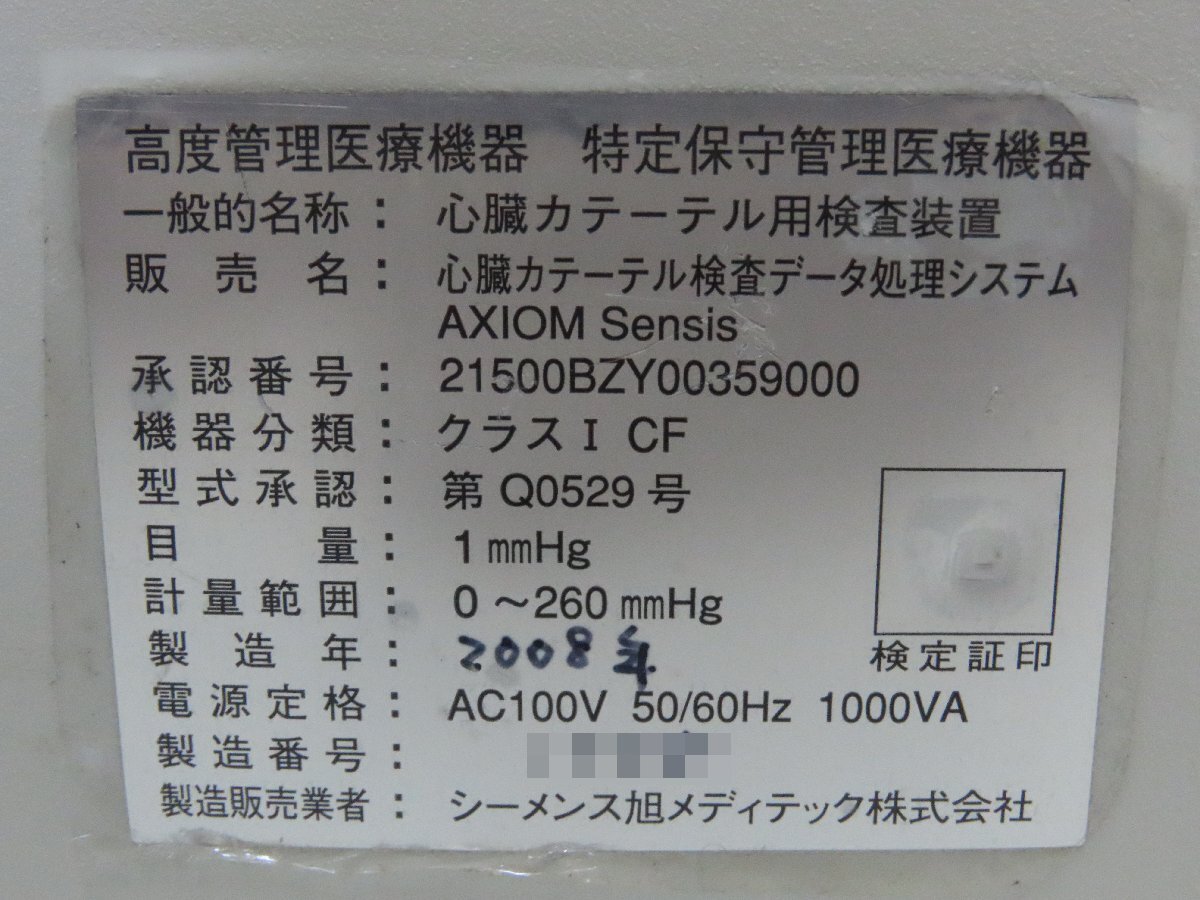 高度管理医療機器　特定保守管理医療機器
一般的名称：心臓カテーテル用検査装置
販売名：心臓カテーテル検査データ処理システム
AXIOM Sensis
承認番号：21500BZY00359000
機器分類：クラスⅠ CF
型式承認：第 Q0529 号
目量：1 mmHg
計量範囲：0 ～260 mmHg
製造年：2008年
検定証印
電源定格：AC100V 50/60Hz 1000VA
製造番号：
製造販売業者：シーメンス旭メディテック株式会社